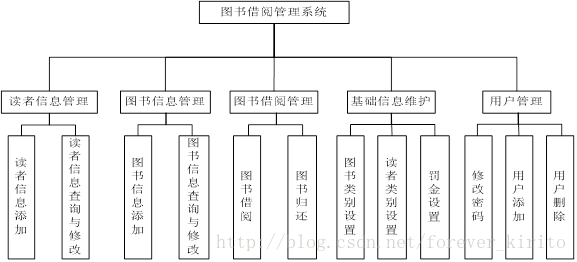 图书借阅管理系统
读者信息管理
图书信息管理
图书借阅管理
基础信息维护
用户管理
读者信息添加
读者信息查询与修改
图书信息添加
图书信息查询与修改
图书借阅
图书归还
图书类别设置
读者类别设置
罚金设置
修改密码
用户添加
用户删除
http://blog.csdn.net/forever_kirito